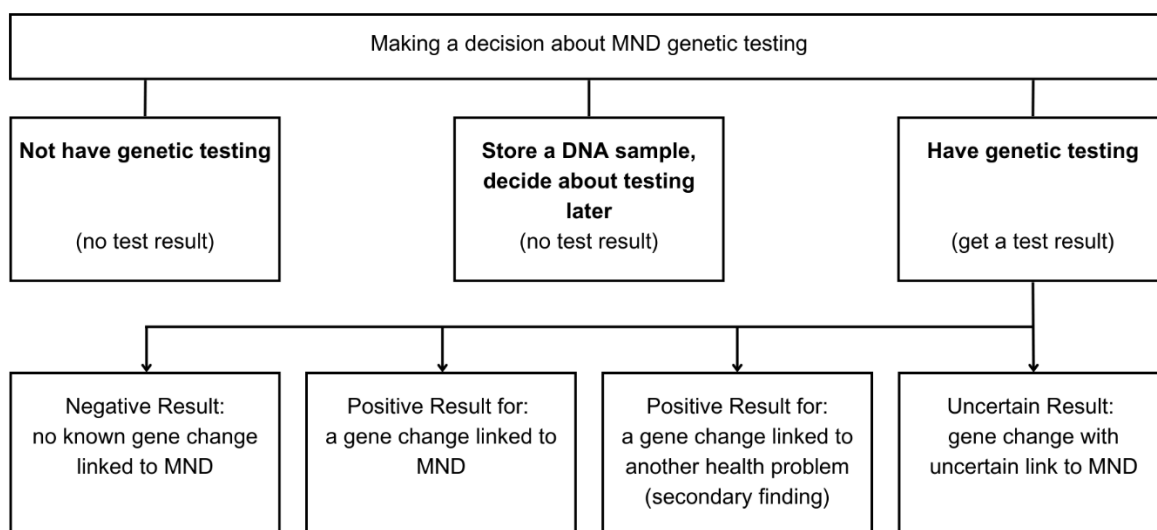 Making a decision about MND genetic testing
Not have genetic testing
(no test result)
Store a DNA sample,
decide about testing
later
(no test result)
Have genetic testing
(get a test result)
Negative Result:
no known gene change
linked to MND
Positive Result for:
a gene change linked to
MND
Positive Result for:
a gene change linked to
another health problem
(secondary finding)
Uncertain Result:
gene change with
uncertain link to MND